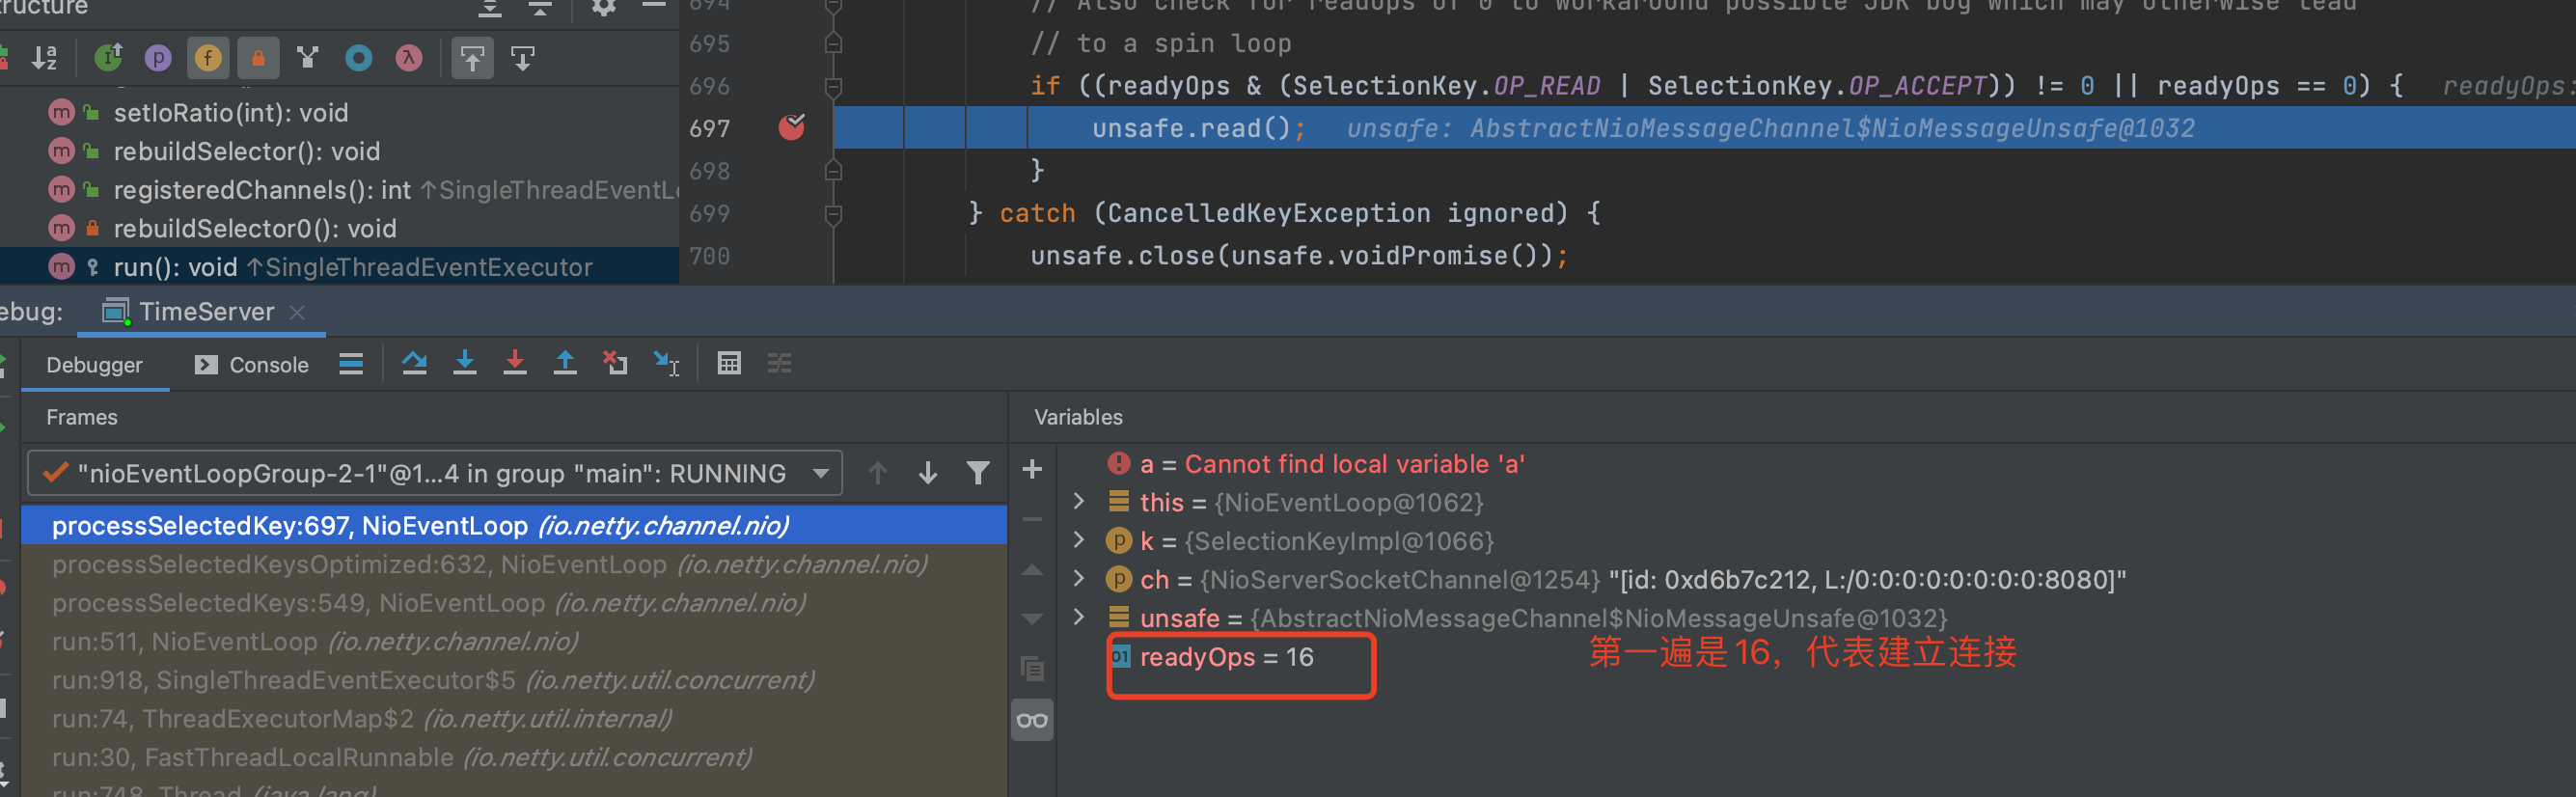 ructure
694 // Also check for readOps of 0 to workaround possible JDK bug which may otherwise lead
695 // to a spin loop
696 if ((readyOps & (SelectionKey.OP_READ | SelectionKey.OP_ACCEPT)) != 0 || readyOps == 0) { readyOps:
697 unsafe.read(); unsafe: AbstractNioMessageChannel$NioMessageUnsafe@1032
698 }
699 } catch (CancelledKeyException ignored) {
700 unsafe.close(unsafe.voidPromise());
setIoRatio(int): void
rebuildSelector(): void
registeredChannels(): int ↑SingleThreadEventL
rebuildSelector0(): void
run(): void ↑SingleThreadEventExecutor
ebug: TimeServer
Debugger Console
Frames
"nioEventLoopGroup-2-1"@1...4 in group "main": RUNNING
processSelectedKey:697, NioEventLoop (io.netty.channel.nio)
processSelectedKeysOptimized:632, NioEventLoop (io.netty.channel.nio)
processSelectedKeys:549, NioEventLoop (io.netty.channel.nio)
run:511, NioEventLoop (io.netty.channel.nio)
run:918, SingleThreadEventExecutor$5 (io.netty.util.concurrent)
run:74, ThreadExecutorMap$2 (io.netty.util.internal)
run:30, FastThreadLocalRunnable (io.netty.util.concurrent)
run:748, Thread (java.lang)
Variables
a = Cannot find local variable 'a'
this = {NioEventLoop@1062}
k = {SelectionKeyImpl@1066}
ch = {NioServerSocketChannel@1254} "[id: 0xd6b7c212, L:/0:0:0:0:0:0:0:0:8080]"
unsafe = {AbstractNioMessageChannel$NioMessageUnsafe@1032}
readyOps = 16
第一遍是16，代表建立连接